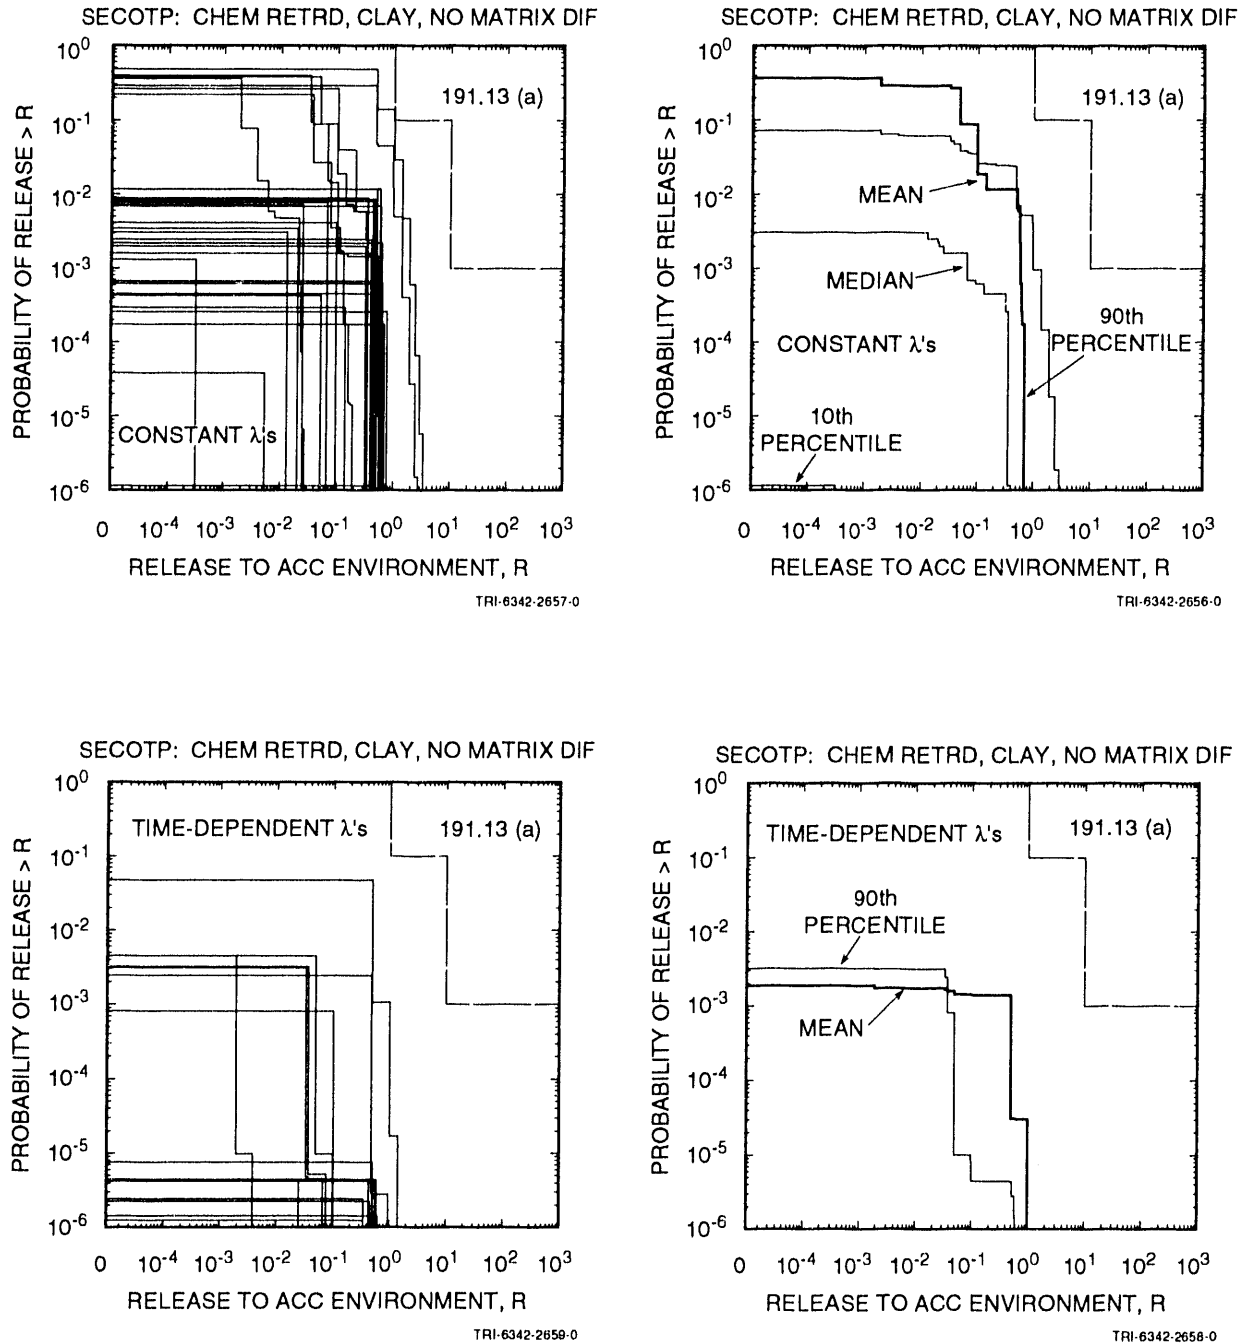 SECOTP: CHEM RETRD, CLAY, NO MATRIX DIF
PROBABILITY OF RELEASE > R
10^0
10^-1
10^-2
10^-3
10^-4
10^-5
10^-6
191.13 (a)
CONSTANT λ's
0
10^-4
10^-3
10^-2
10^-1
10^0
10^1
10^2
10^3
RELEASE TO ACC ENVIRONMENT, R
TRI-6342-2657-0
SECOTP: CHEM RETRD, CLAY, NO MATRIX DIF
PROBABILITY OF RELEASE > R
10^0
10^-1
10^-2
10^-3
10^-4
10^-5
10^-6
191.13 (a)
MEAN
MEDIAN
90th
PERCENTILE
CONSTANT λ's
10th
PERCENTILE
0
10^-4
10^-3
10^-2
10^-1
10^0
10^1
10^2
10^3
RELEASE TO ACC ENVIRONMENT, R
TRI-6342-2656-0
SECOTP: CHEM RETRD, CLAY, NO MATRIX DIF
PROBABILITY OF RELEASE > R
10^0
10^-1
10^-2
10^-3
10^-4
10^-5
10^-6
TIME-DEPENDENT λ's
191.13 (a)
0
10^-4
10^-3
10^-2
10^-1
10^0
10^1
10^2
10^3
RELEASE TO ACC ENVIRONMENT, R
TRI-6342-2659-0
SECOTP: CHEM RETRD, CLAY, NO MATRIX DIF
PROBABILITY OF RELEASE > R
10^0
10^-1
10^-2
10^-3
10^-4
10^-5
10^-6
TIME-DEPENDENT λ's
191.13 (a)
90th
PERCENTILE
MEAN
0
10^-4
10^-3
10^-2
10^-1
10^0
10^1
10^2
10^3
RELEASE TO ACC ENVIRONMENT, R
TRI-6342-2658-0